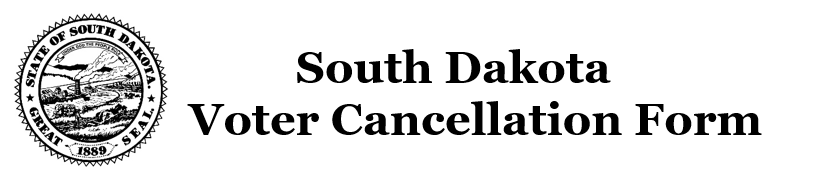 STATE OF SOUTH DAKOTA.
UNDER GOD THE PEOPLE RULE
GREAT SEAL.
1889
South Dakota
Voter Cancellation Form